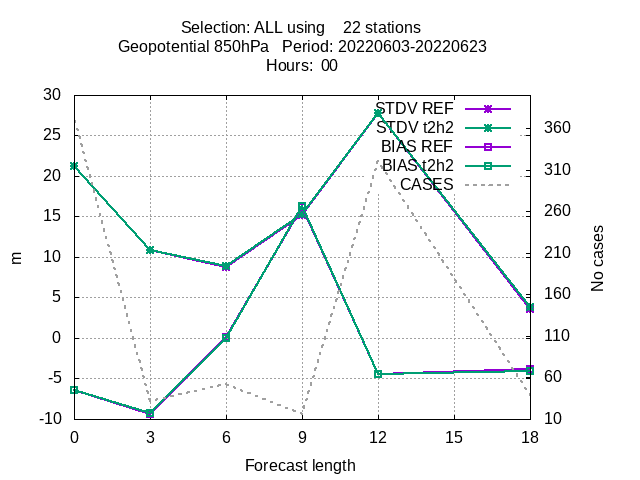 Selection: ALL using    22 stations
Geopotential 850hPa   Period: 20220603-20220623
Hours:  00
30
25
20
15
10
5
0
-5
-10
m
STDV REF
STDV t2h2
BIAS REF
BIAS t2h2
CASES
360
310
260
210
160
110
60
10
No cases
0 3 6 9 12 15 18
Forecast length